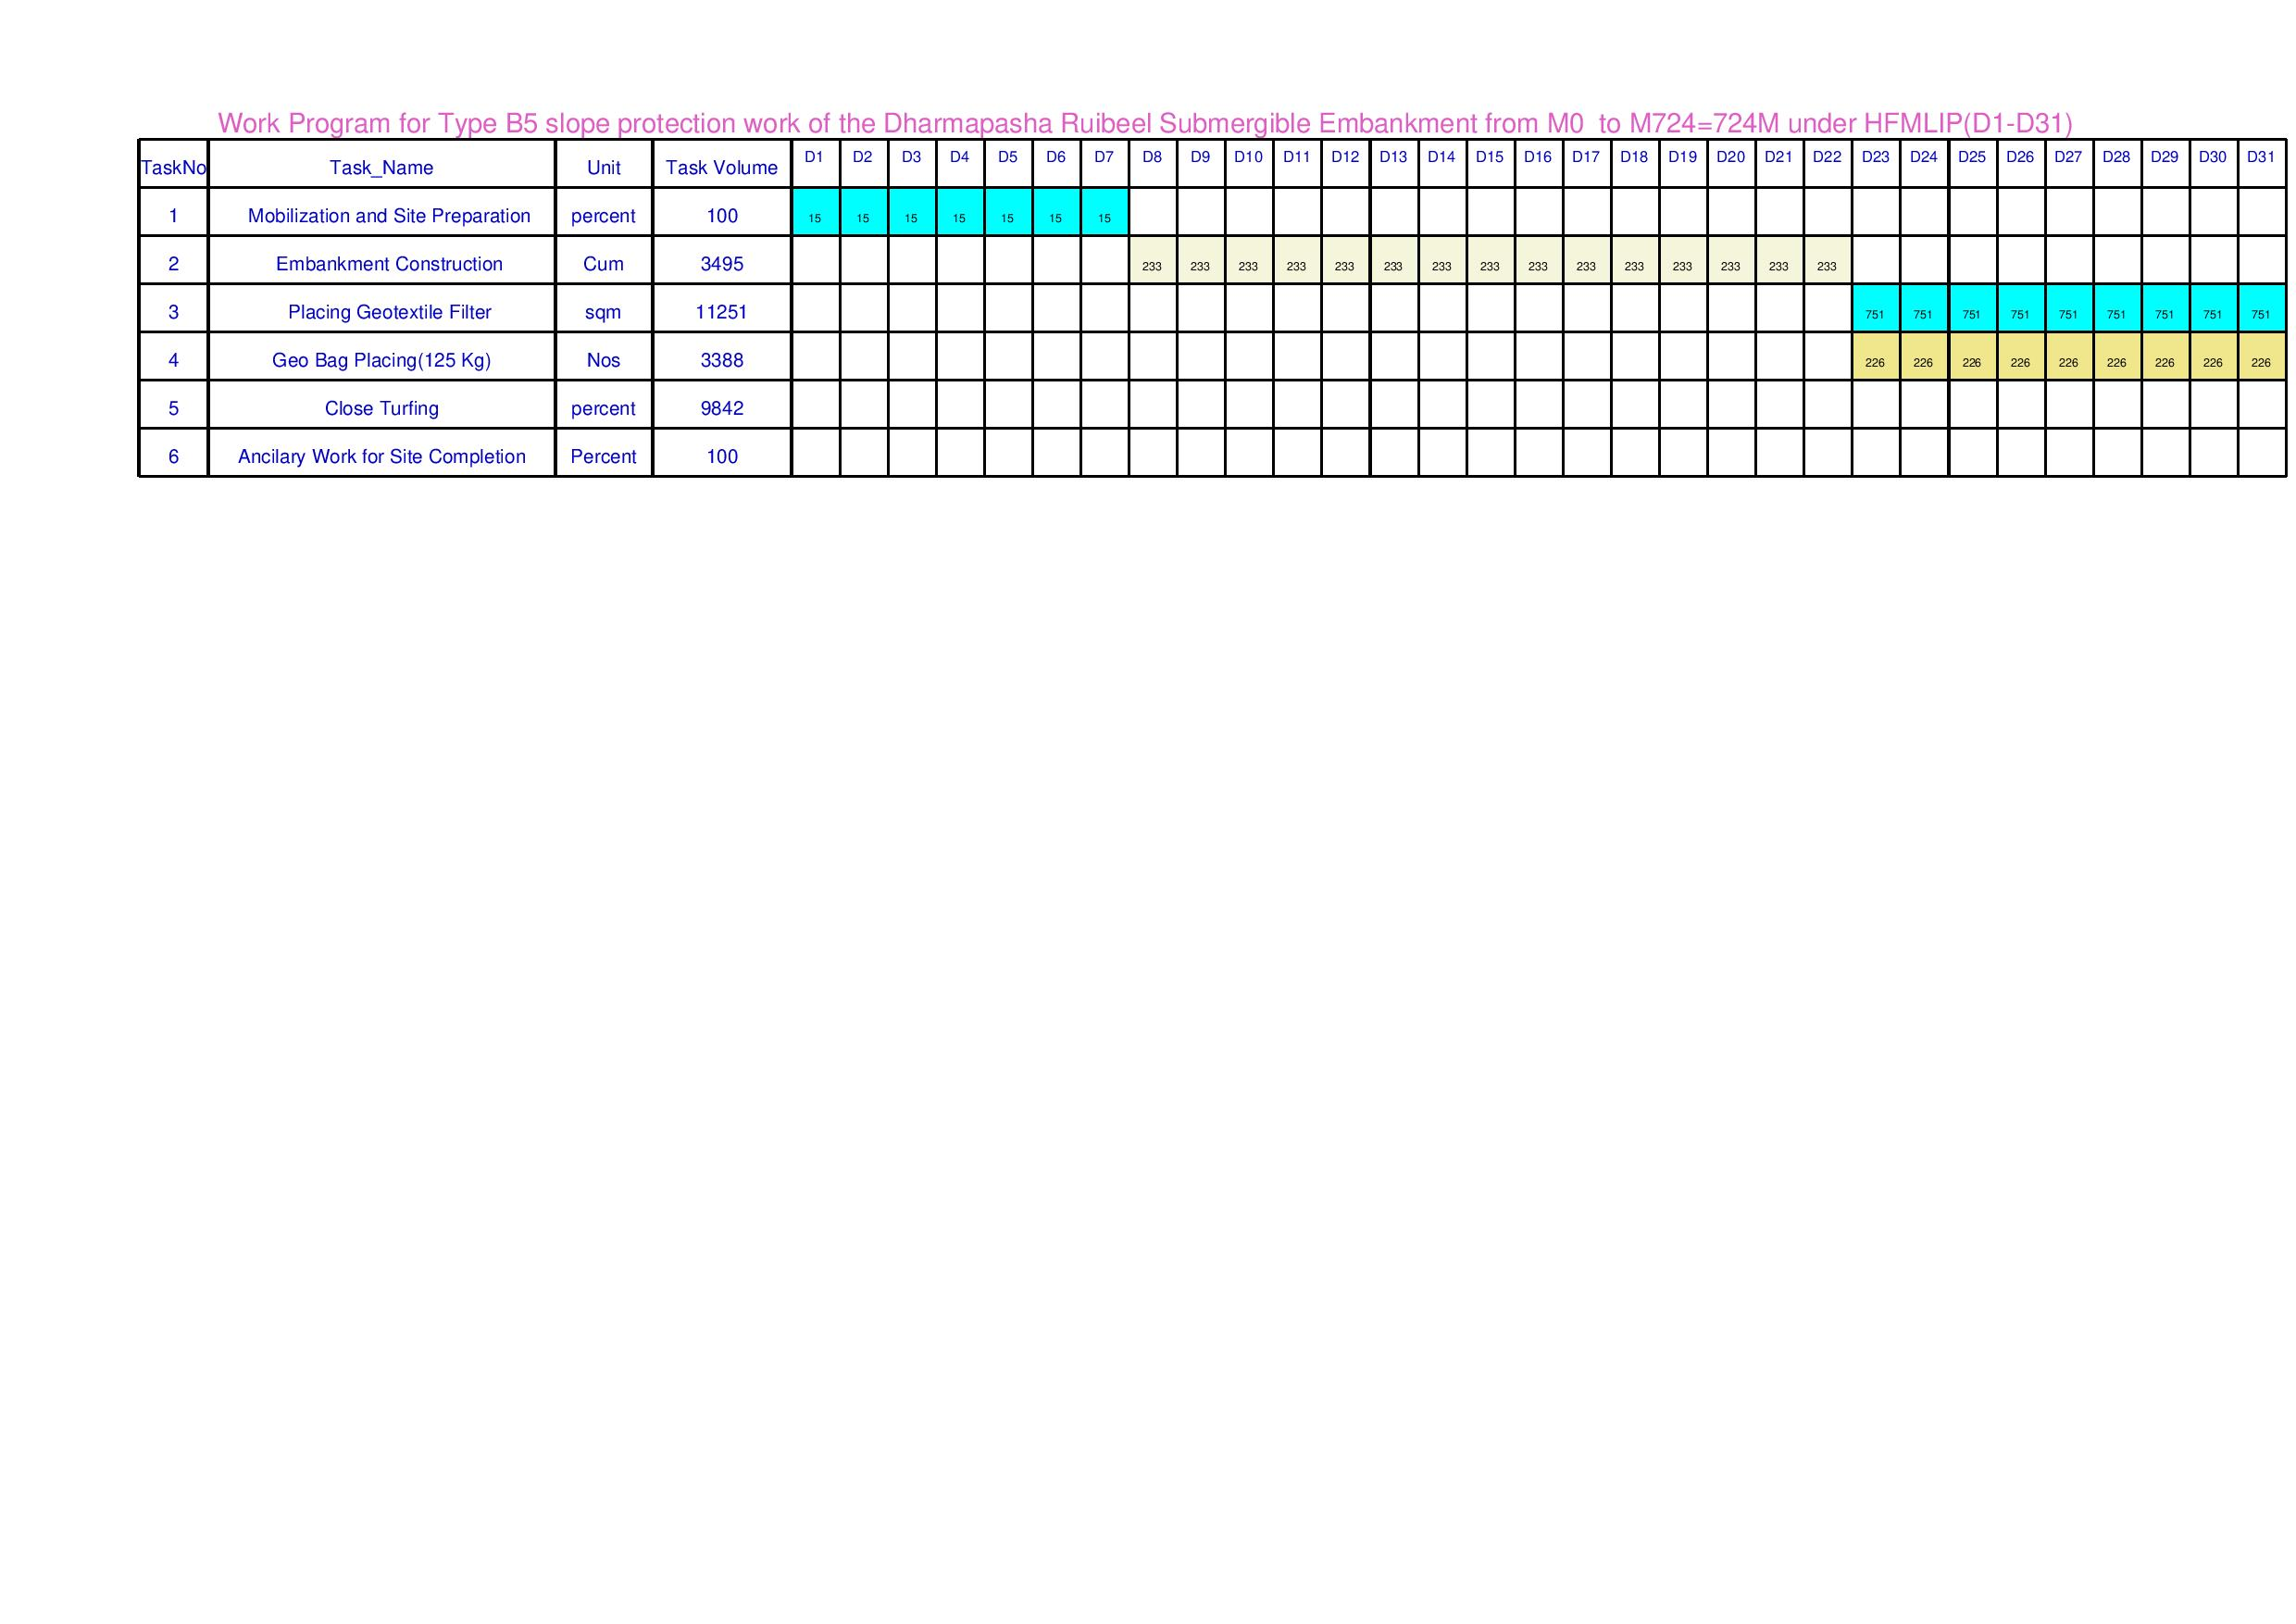 Work Program for Type B5 slope protection work of the Dharmapasha Ruibeel Submergible Embankment from M0 to M724=724M under HFMLIP(D1-D31)
TaskNo Task_Name Unit Task Volume D1 D2 D3 D4 D5 D6 D7 D8 D9 D10 D11 D12 D13 D14 D15 D16 D17 D18 D19 D20 D21 D22 D23 D24 D25 D26 D27 D28 D29 D30 D31
1 Mobilization and Site Preparation percent 100 15 15 15 15 15 15 15
2 Embankment Construction Cum 3495 233 233 233 233 233 233 233 233 233 233 233 233 233 233 233
3 Placing Geotextile Filter sqm 11251 751 751 751 751 751 751 751 751 751
4 Geo Bag Placing(125 Kg) Nos 3388 226 226 226 226 226 226 226 226 226
5 Close Turfing percent 9842
6 Ancilary Work for Site Completion Percent 100